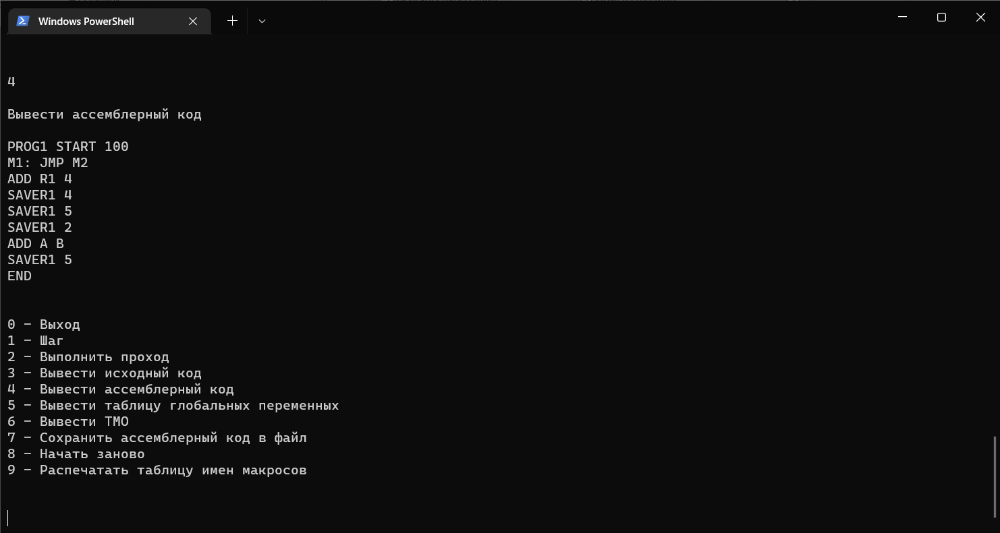 Windows PowerShell
4
Вывести ассемблерный код
PROG1 START 100
M1: JMP M2
ADD R1 4
SAVER1 4
SAVER1 5
SAVER1 2
ADD A B
SAVER1 5
END
0 - Выход
1 - Шаг
2 - Выполнить проход
3 - Вывести исходный код
4 - Вывести ассемблерный код
5 - Вывести таблицу глобальных переменных
6 - Вывести ТМО
7 - Сохранить ассемблерный код в файл
8 - Начать заново
9 - Распечатать таблицу имен макросов